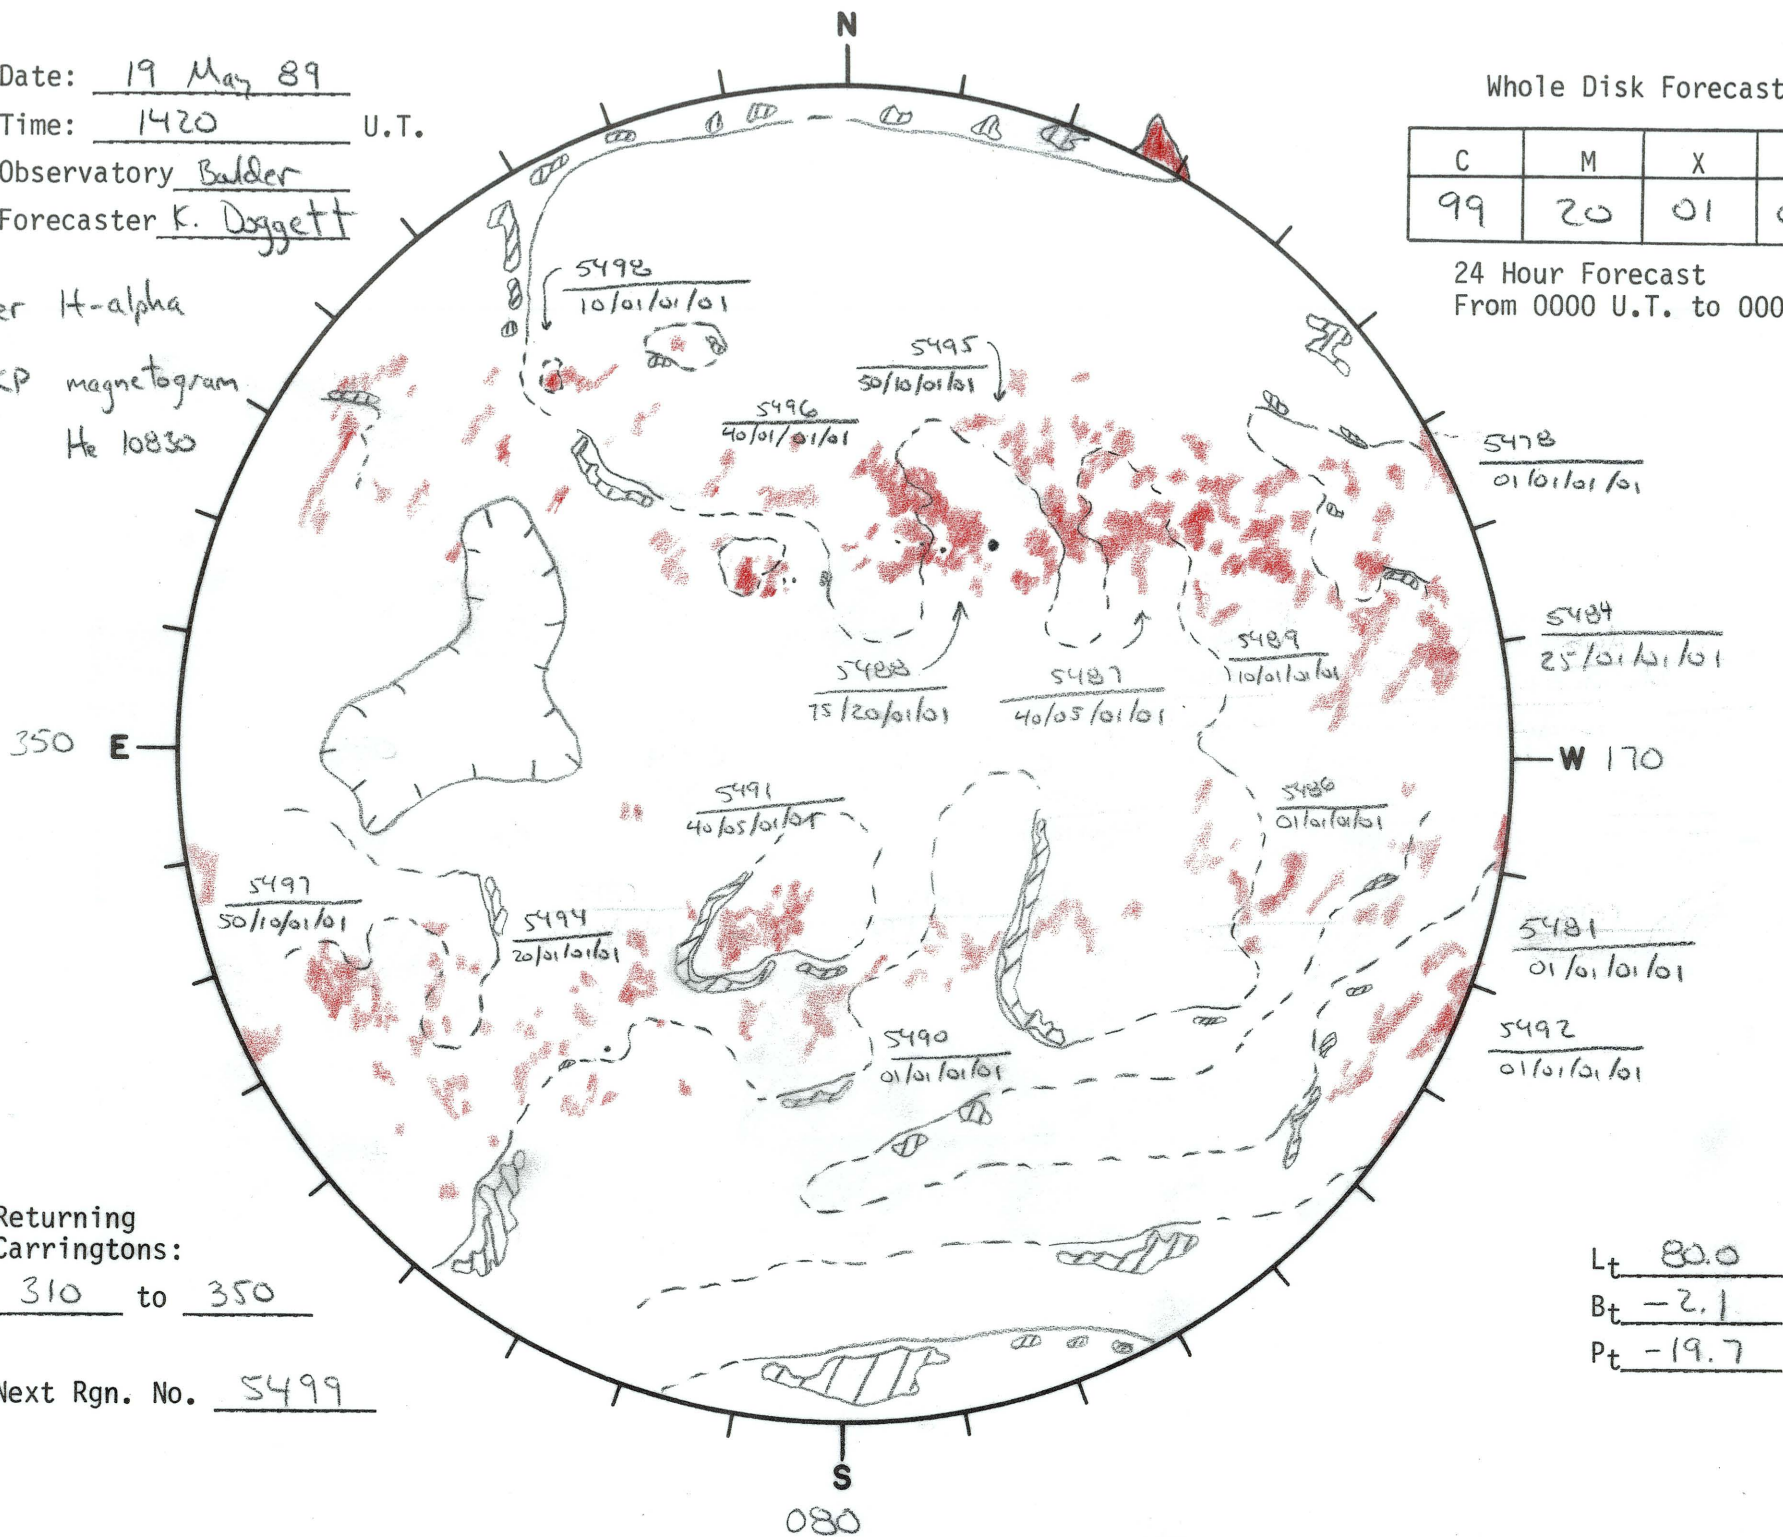 N
Date: 19 May 89
Time: 1420 U.T.
Observatory Boulder
Forecaster K. Doggett
er H-alpha
KP magnetogram
He 10830
Whole Disk Forecast
C M X
99 20 01
24 Hour Forecast
From 0000 U.T. to 000
5498
10/01/01/01
5495
50/10/01/01
5496
40/01/01/01
5478
01/01/01/01
5484
25/01/01/01
5489
10/01/01/01
5488
75/20/01/01
5487
40/05/01/01
350 E
W 170
5491
40/05/01/01
5486
01/01/01/01
5497
50/10/01/01
5494
20/01/01/01
5481
01/01/01/01
5492
01/01/01/01
5490
01/01/01/01
Returning
Carringtons:
310 to 350
Next Rgn. No. 5499
Lt 80.0
Bt -2.1
Pt -19.7
S
080